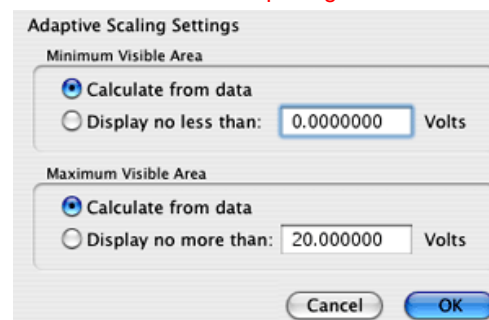 Adaptive Scaling Settings
Minimum Visible Area
Calculate from data
Display no less than: 0.0000000 Volts
Maximum Visible Area
Calculate from data
Display no more than: 20.000000 Volts
Cancel OK